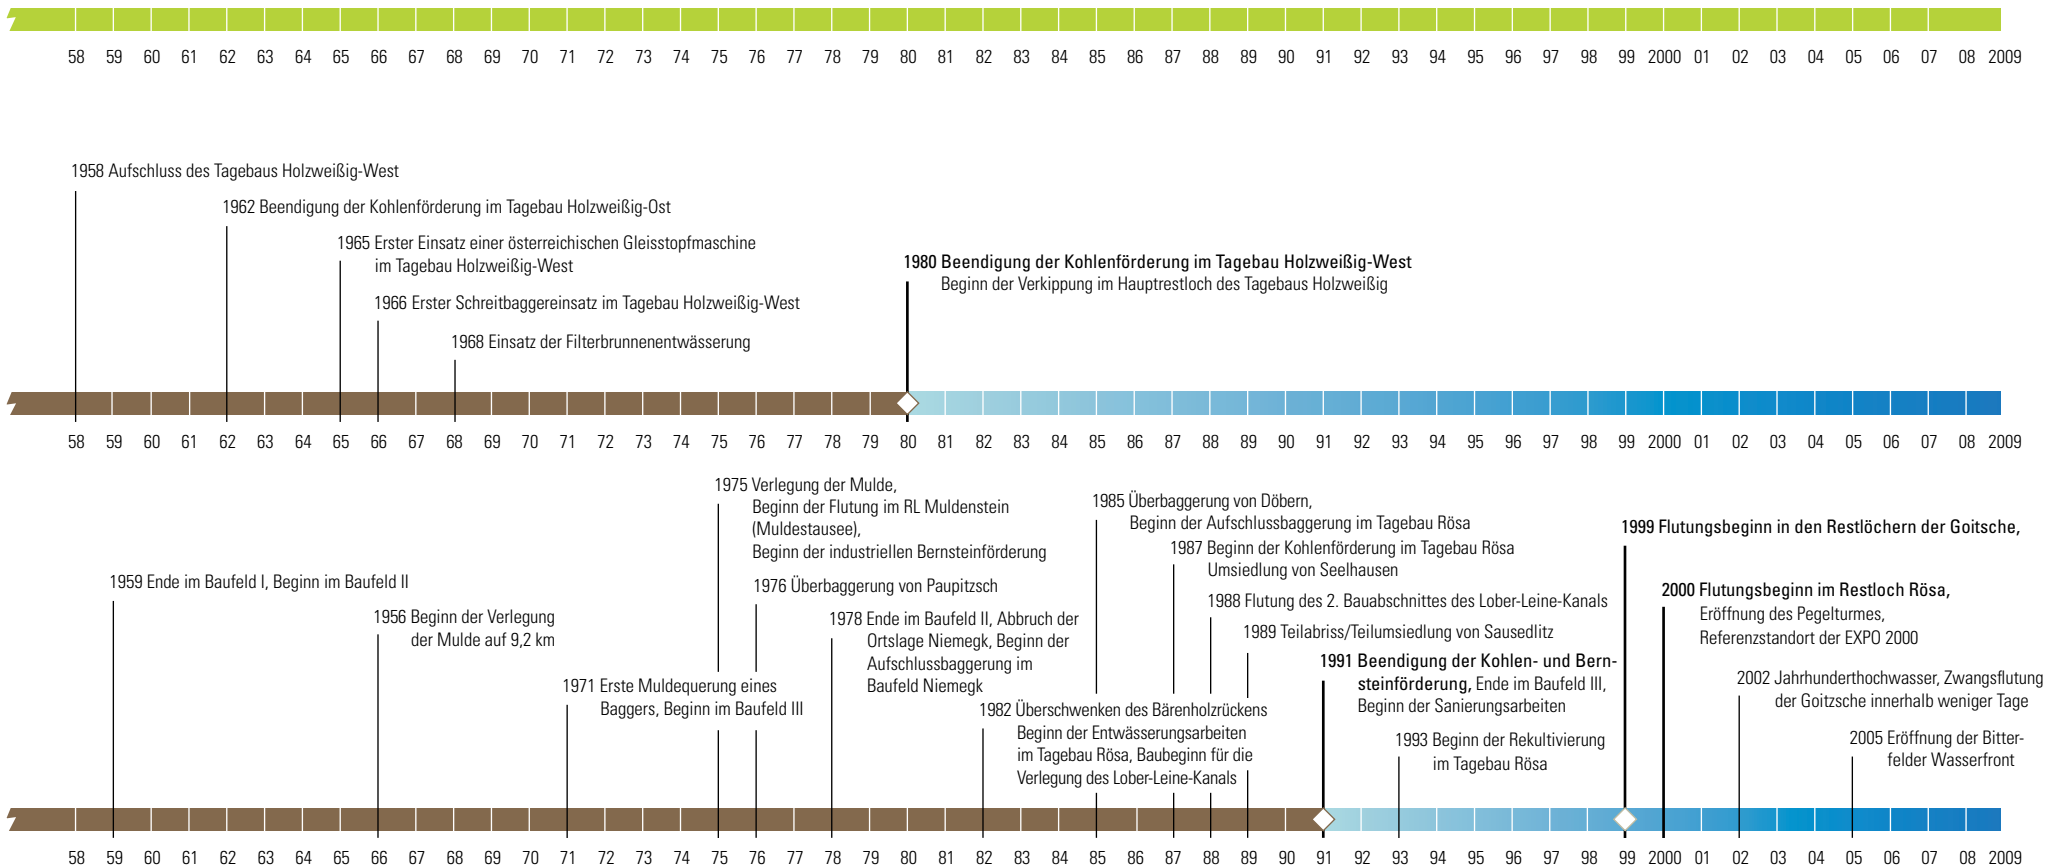 58 59 60 61 62 63 64 65 66 67 68 69 70 71 72 73 74 75 76 77 78 79 80 81 82 83 84 85 86 87 88 89 90 91 92 93 94 95 96 97 98 99 2000 01 02 03 04 05 06 07 08 2009
1958 Aufschluss des Tagebaus Holzweißig-West
1962 Beendigung der Kohlenförderung im Tagebau Holzweißig-Ost
1965 Erster Einsatz einer österreichischen Gleisstopfmaschine
im Tagebau Holzweißig-West
1966 Erster Schreitbaggereinsatz im Tagebau Holzweißig-West
1968 Einsatz der Filterbrunnenentwässerung
1980 Beendigung der Kohlenförderung im Tagebau Holzweißig-West
Beginn der Verkippung im Hauptrestloch des Tagebaus Holzweißig
58 59 60 61 62 63 64 65 66 67 68 69 70 71 72 73 74 75 76 77 78 79 80 81 82 83 84 85 86 87 88 89 90 91 92 93 94 95 96 97 98 99 2000 01 02 03 04 05 06 07 08 2009
1959 Ende im Baufeld I, Beginn im Baufeld II
1956 Beginn der Verlegung
der Mulde auf 9,2 km
1971 Erste Muldequerung eines
Baggers, Beginn im Baufeld III
1975 Verlegung der Mulde,
Beginn der Flutung im RL Muldenstein
(Muldestausee),
Beginn der industriellen Bernsteinförderung
1976 Überbaggerung von Paupitzsch
1978 Ende im Baufeld II, Abbruch der
Ortslage Niemegk, Beginn der
Aufschlussbaggerung im
Baufeld Niemegk
1982 Überschwenken des Bärenholzrückens
Beginn der Entwässerungsarbeiten
im Tagebau Rösa, Baubeginn für die
Verlegung des Lober-Leine-Kanals
1985 Überbaggerung von Döbern,
Beginn der Aufschlussbaggerung im Tagebau Rösa
1987 Beginn der Kohlenförderung im Tagebau Rösa
Umsiedlung von Seelhausen
1988 Flutung des 2. Bauabschnittes des Lober-Leine-Kanals
1989 Teilabriss/Teilumsiedlung von Sausedlitz
1991 Beendigung der Kohlen- und Bern-
steinförderung, Ende im Baufeld III,
Beginn der Sanierungsarbeiten
1993 Beginn der Rekultivierung
im Tagebau Rösa
1999 Flutungsbeginn in den Restlöchern der Goitsche,
2000 Flutungsbeginn im Restloch Rösa,
Eröffnung des Pegelturmes,
Referenzstandort der EXPO 2000
2002 Jahrhunderthochwasser, Zwangsflutung
der Goitzsche innerhalb weniger Tage
2005 Eröffnung der Bitter-
felder Wasserfront
58 59 60 61 62 63 64 65 66 67 68 69 70 71 72 73 74 75 76 77 78 79 80 81 82 83 84 85 86 87 88 89 90 91 92 93 94 95 96 97 98 99 2000 01 02 03 04 05 06 07 08 2009